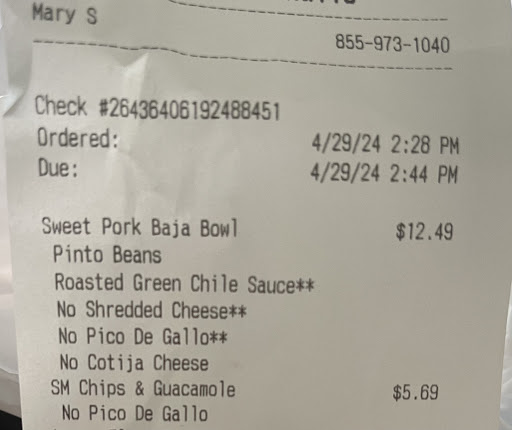 Mary S
855-973-1040
Check #26436406192488451
Ordered: 4/29/24 2:28 PM
Due: 4/29/24 2:44 PM
Sweet Pork Baja Bowl $12.49
Pinto Beans
Roasted Green Chile Sauce**
No Shredded Cheese**
No Pico De Gallo**
No Cotija Cheese
SM Chips & Guacamole $5.69
No Pico De Gallo